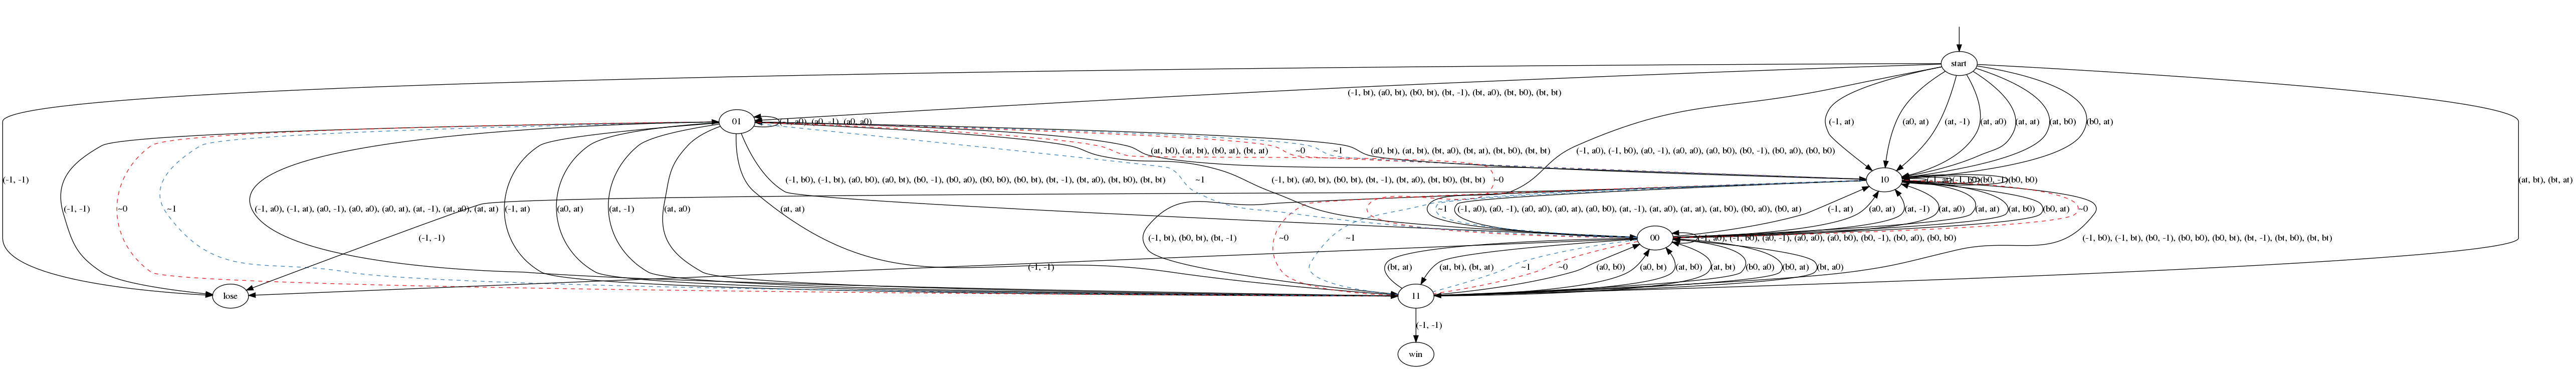 start
(-1, bt), (a0, bt), (b0, bt), (bt, -1), (bt, a0), (bt, b0), (bt, bt)
01
(-1, a0), (a0, -1), (a0, a0)
(-1, at)
(a0, at)
(at, -1)
(at, a0)
(at, at)
(at, b0)
(b0, at)
(at, b0), (at, bt), (b0, at), (bt, at)
~0
~1
(a0, bt), (at, bt), (bt, a0), (bt, at), (bt, b0), (bt, bt)
(-1, a0), (-1, b0), (a0, -1), (a0, a0), (a0, b0), (b0, -1), (b0, a0), (b0, b0)
(-1, -1)
(-1, b0), (-1, bt), (a0, b0), (a0, bt), (b0, -1), (b0, a0), (b0, b0), (b0, bt), (bt, -1), (bt, a0), (bt, b0), (bt, bt)
~1
(-1, bt), (a0, bt), (b0, bt), (bt, -1), (bt, a0), (bt, b0), (bt, bt)
~0
10
(-1, at), (-1, b0), (b0, -1), (b0, b0)
(at, bt), (bt, at)
(-1, -1)
~0
~1
(-1, a0), (-1, at), (a0, -1), (a0, a0), (a0, at), (at, -1), (at, a0), (at, at)
(-1, at)
(a0, at)
(at, -1)
(at, a0)
(at, at)
~1
(-1, a0), (a0, -1), (a0, a0), (a0, at), (a0, b0), (at, -1), (at, a0), (at, at), (at, b0), (b0, a0), (b0, at)
(-1, at)
(a0, at)
(at, -1)
(at, a0)
(at, at)
(at, b0)
(b0, at)
~0
(-1, -1)
(-1, bt), (b0, bt), (bt, -1)
~0
~1
00
(-1, a0), (-1, b0), (a0, -1), (a0, a0), (a0, b0), (b0, -1), (b0, a0), (b0, b0)
(-1, b0), (-1, bt), (b0, -1), (b0, b0), (b0, bt), (bt, -1), (bt, b0), (bt, bt)
(-1, -1)
(bt, at)
(at, bt), (bt, at)
~1
~0
(a0, b0)
(a0, bt)
(at, b0)
(at, bt)
(b0, a0)
(b0, at)
(bt, a0)
lose
11
(-1, -1)
win